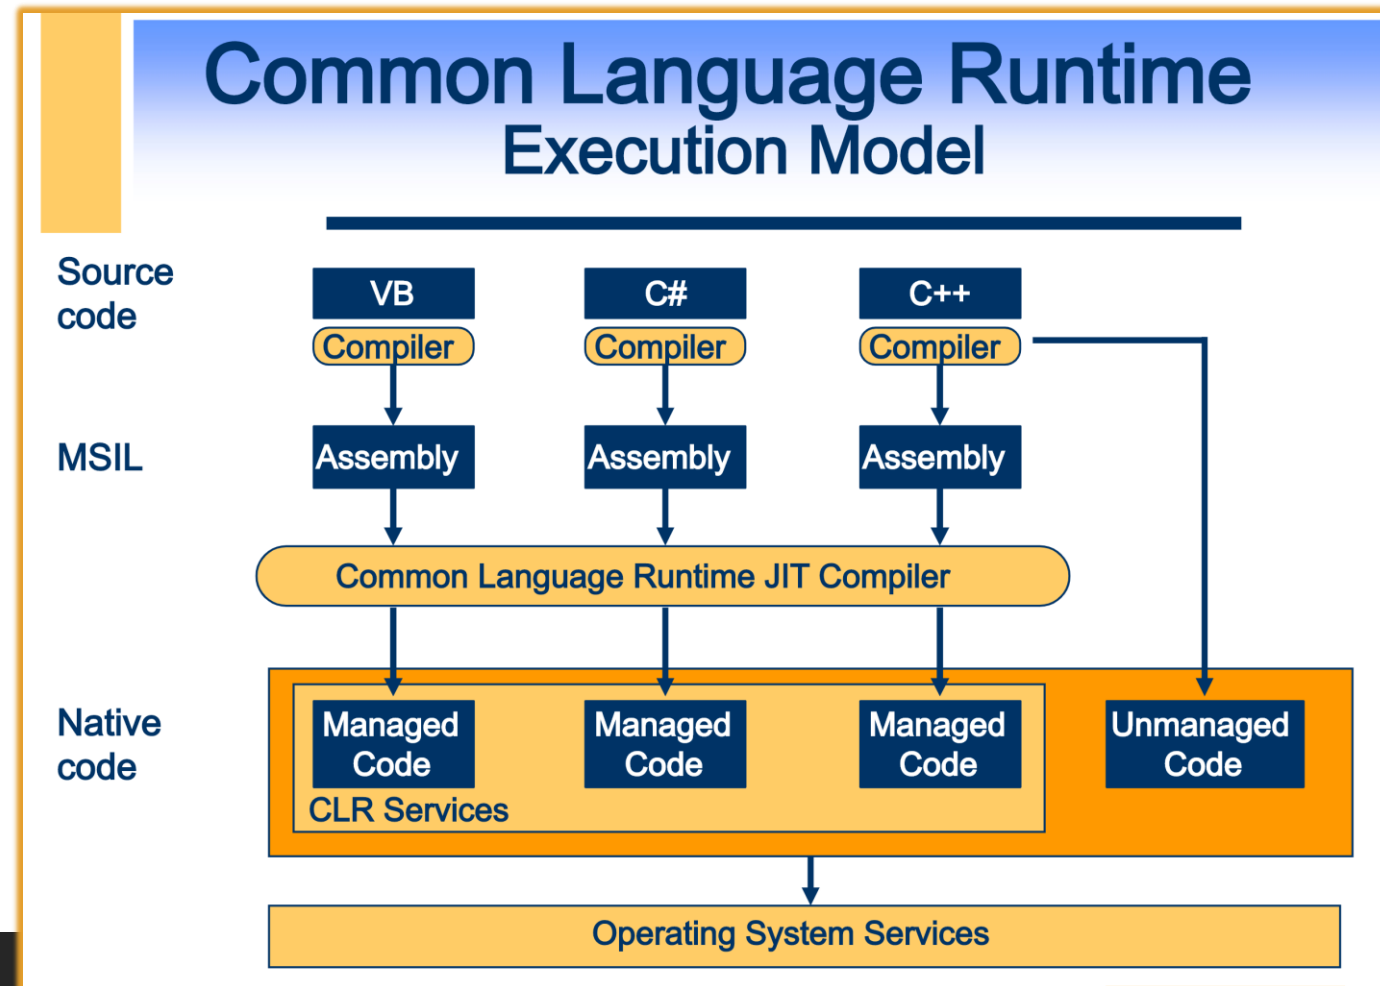 Common Language Runtime
Execution Model
Source
code
VB
C#
C++
Compiler
Compiler
Compiler
MSIL
Assembly
Assembly
Assembly
Common Language Runtime JIT Compiler
Native
code
Managed
Code
Managed
Code
Managed
Code
Unmanaged
Code
CLR Services
Operating System Services